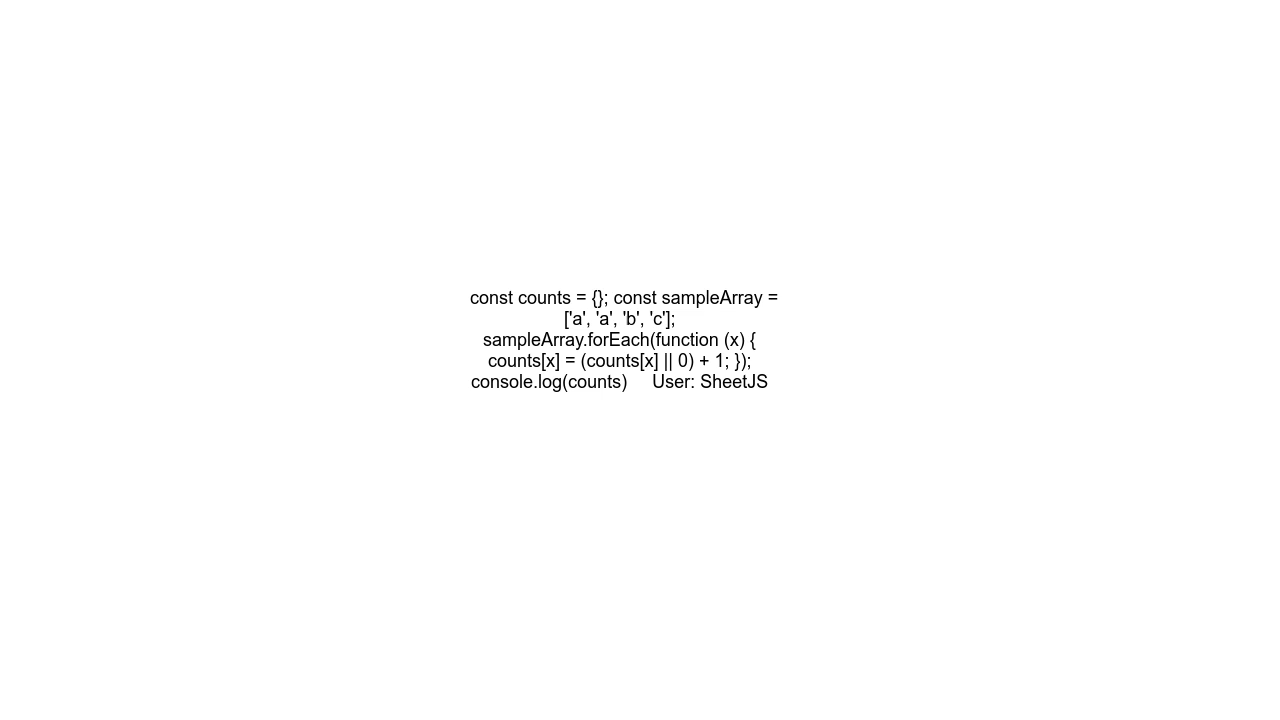 const counts = {}; const sampleArray =
['a', 'a', 'b', 'c'];
sampleArray.forEach(function (x) {
counts[x] = (counts[x] || 0) + 1; });
console.log(counts)     User: SheetJS